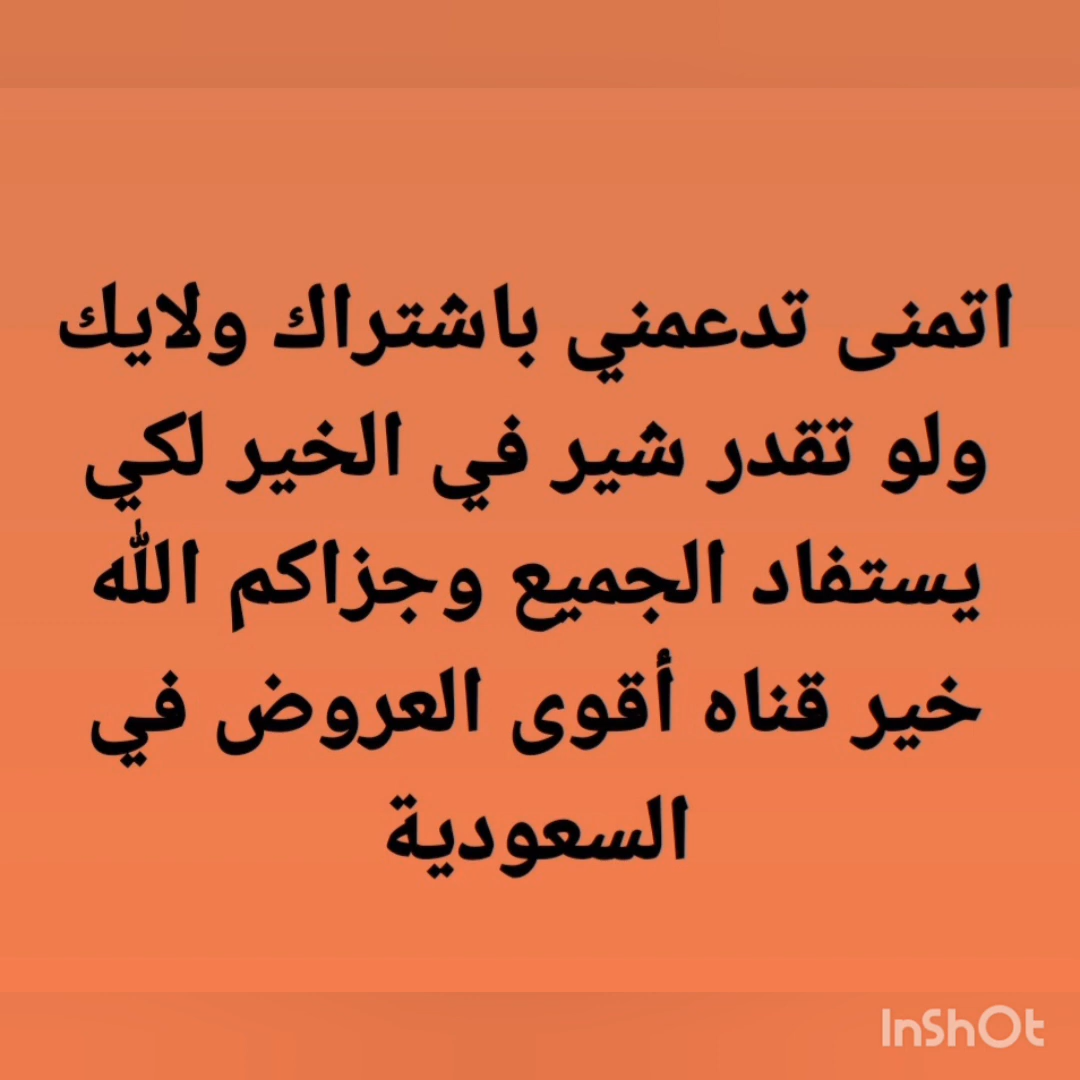 اتمنى تدعمني باشتراك ولايك
ولو تقدر شير في الخير لكي
يستفاد الجميع وجزاكم الله
خير قناه أقوى العروض في
السعودية
InShOt